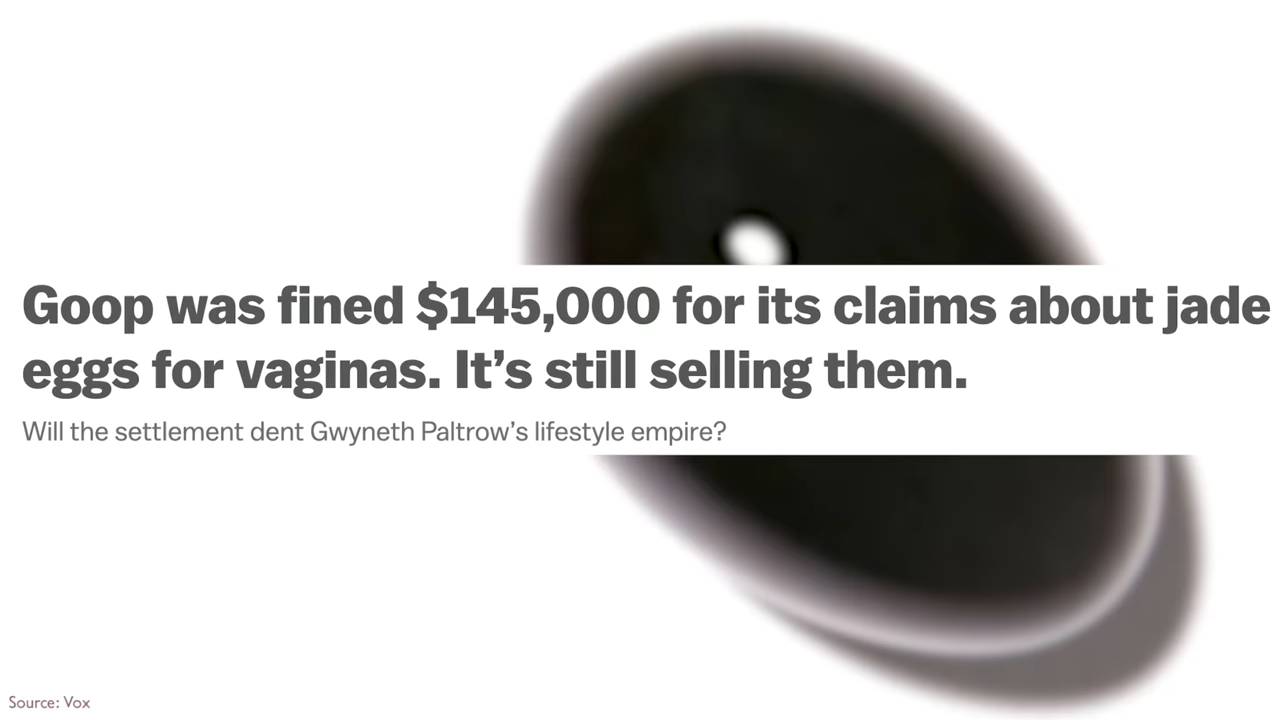 Goop was fined $145,000 for its claims about jade
eggs for vaginas. It’s still selling them.
Will the settlement dent Gwyneth Paltrow’s lifestyle empire?
Source: Vox